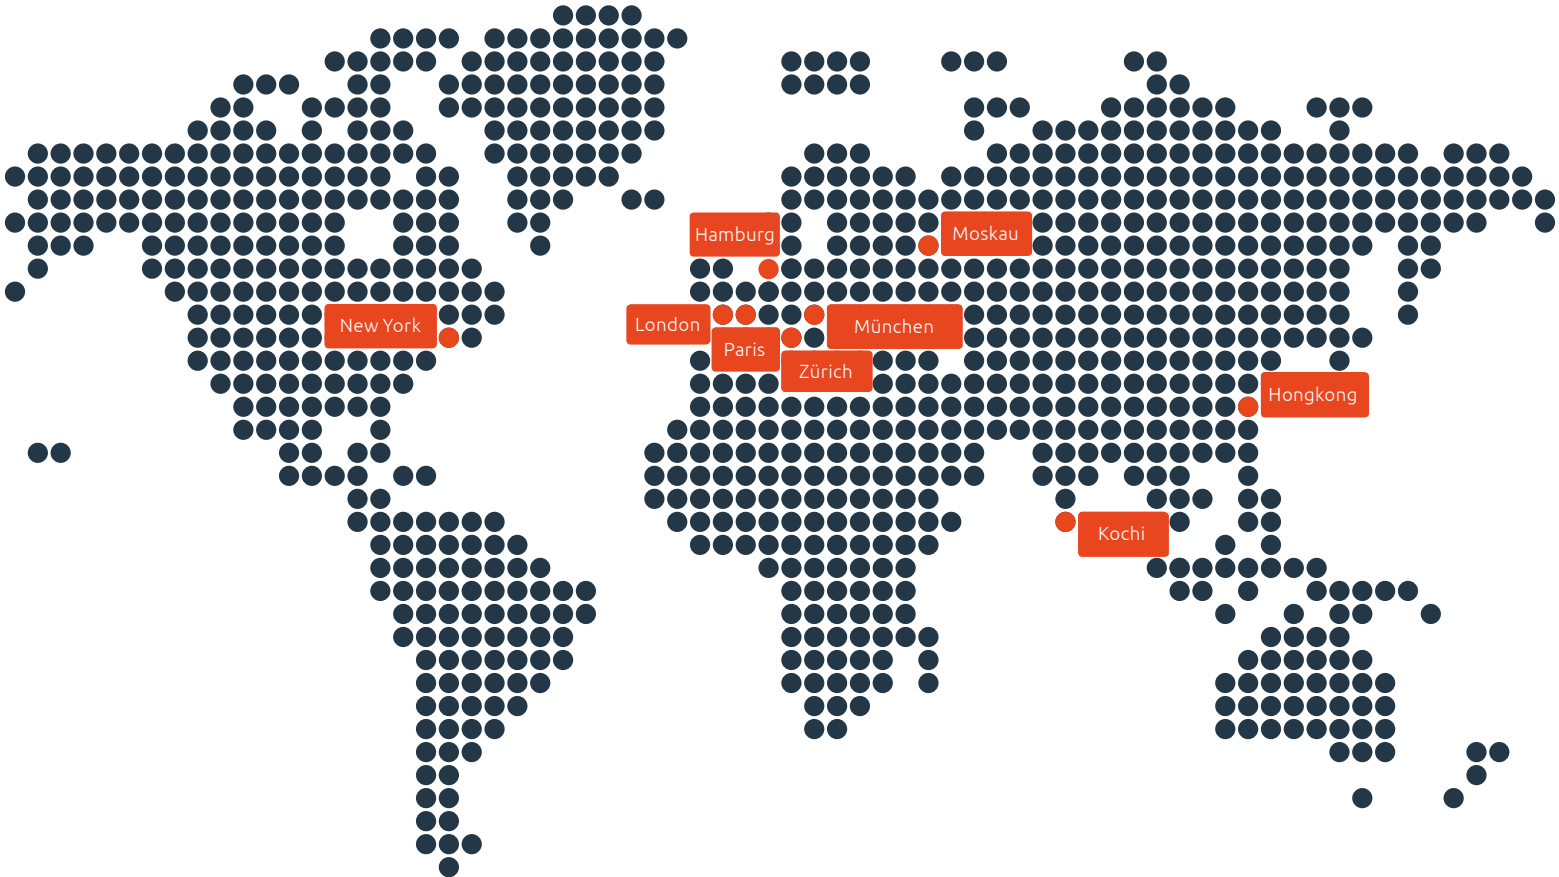 Hamburg
Moskau
New York
London
München
Paris
Zürich
Hongkong
Kochi